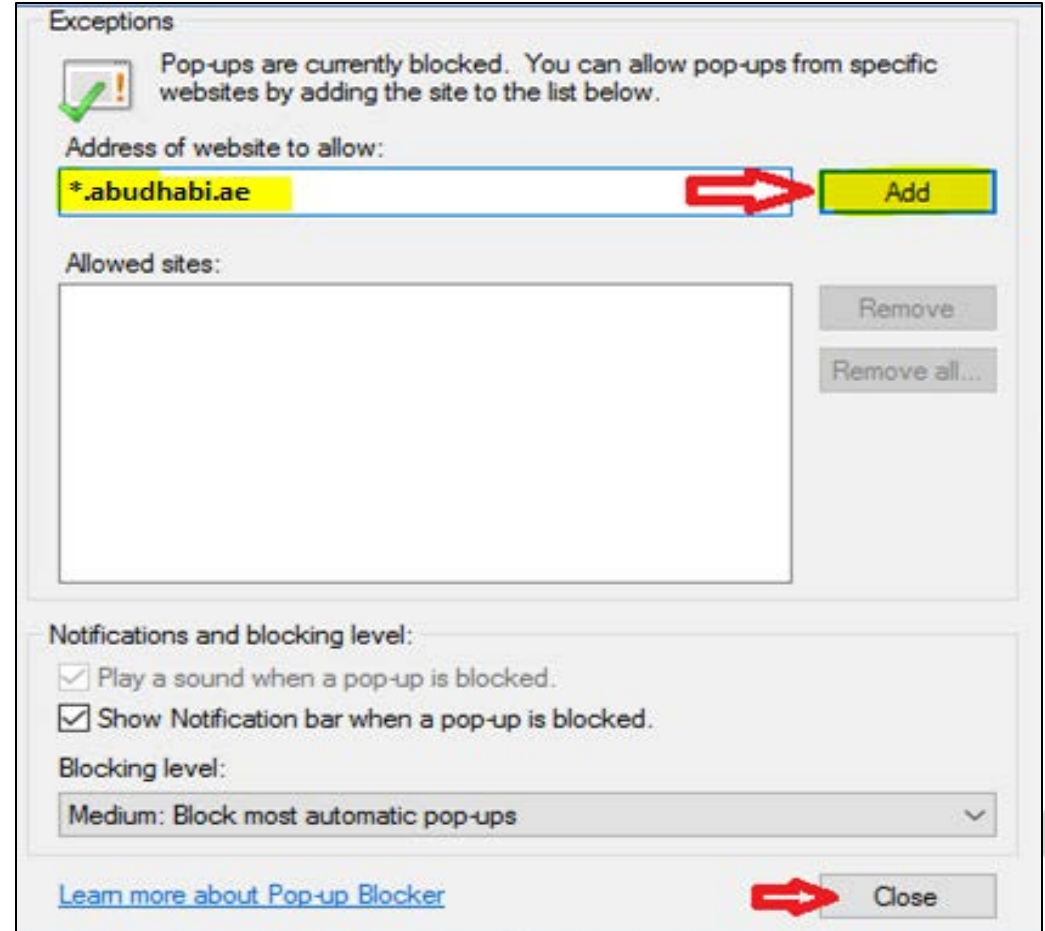 Exceptions
Pop-ups are currently blocked. You can allow pop-ups from specific
websites by adding the site to the list below.
Address of website to allow:
*.abudhabi.ae
Add
Allowed sites:
Remove
Remove all...
Notifications and blocking level:
Play a sound when a pop-up is blocked.
Show Notification bar when a pop-up is blocked.
Blocking level:
Medium: Block most automatic pop-ups
Learn more about Pop-up Blocker
Close